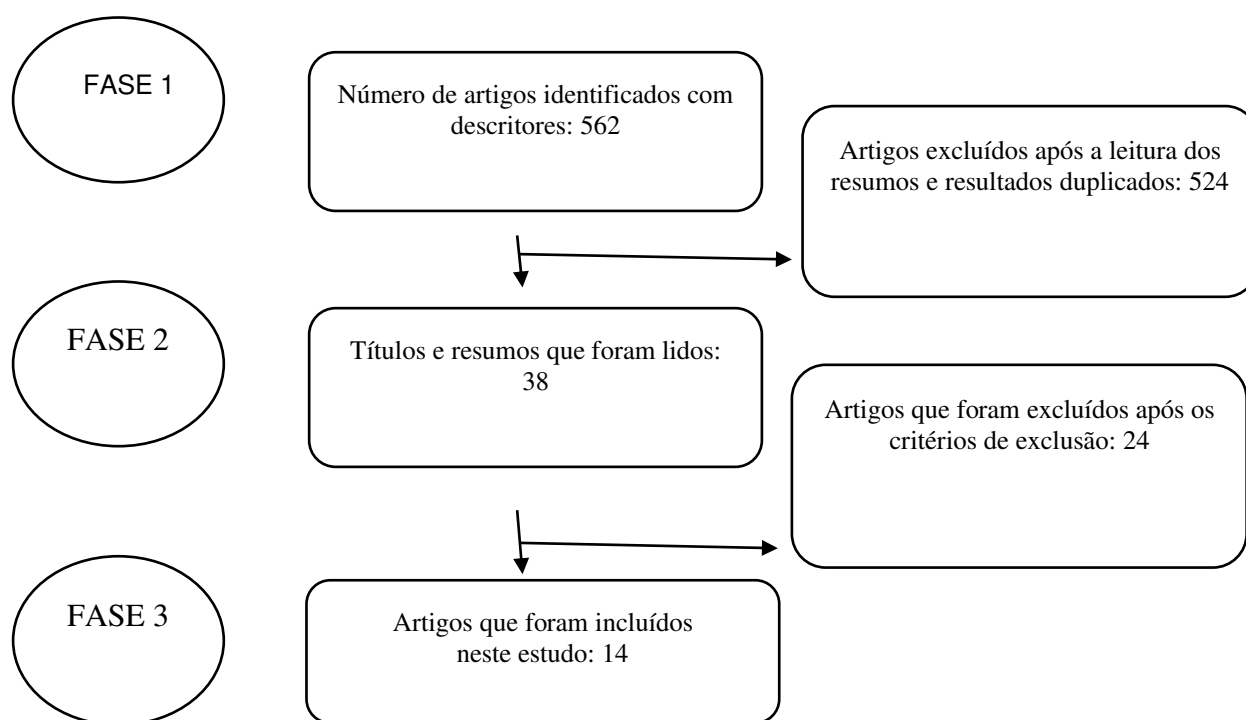 FASE 1
Número de artigos identificados com
descritores: 562
Artigos excluídos após a leitura dos
resumos e resultados duplicados: 524
FASE 2
Títulos e resumos que foram lidos:
38
Artigos que foram excluídos após os
critérios de exclusão: 24
FASE 3
Artigos que foram incluídos
neste estudo: 14